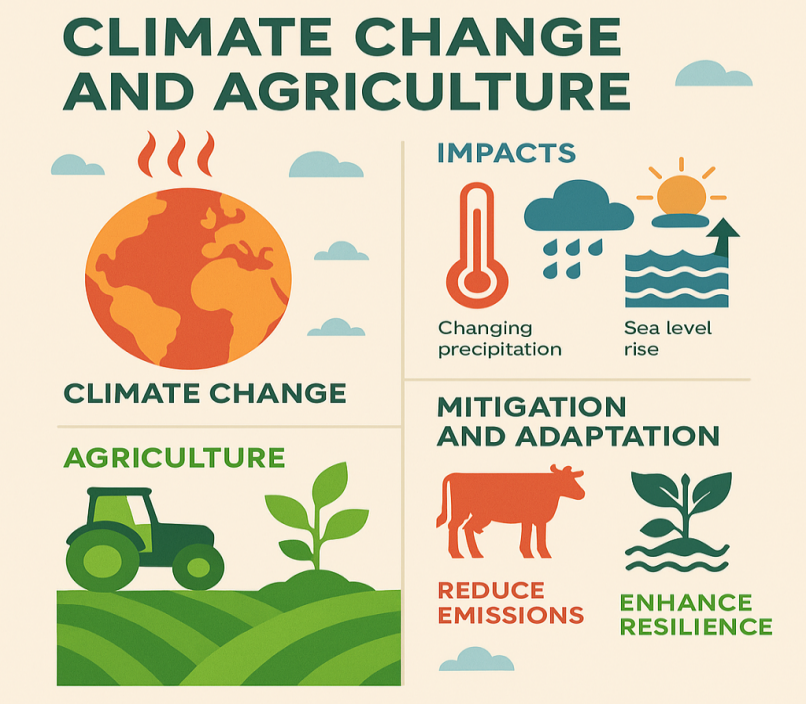 CLIMATE CHANGE
AND AGRICULTURE
CLIMATE CHANGE
AGRICULTURE
IMPACTS
Changing
precipitation
Sea level
rise
MITIGATION
AND ADAPTATION
REDUCE
EMISSIONS
ENHANCE
RESILIENCE